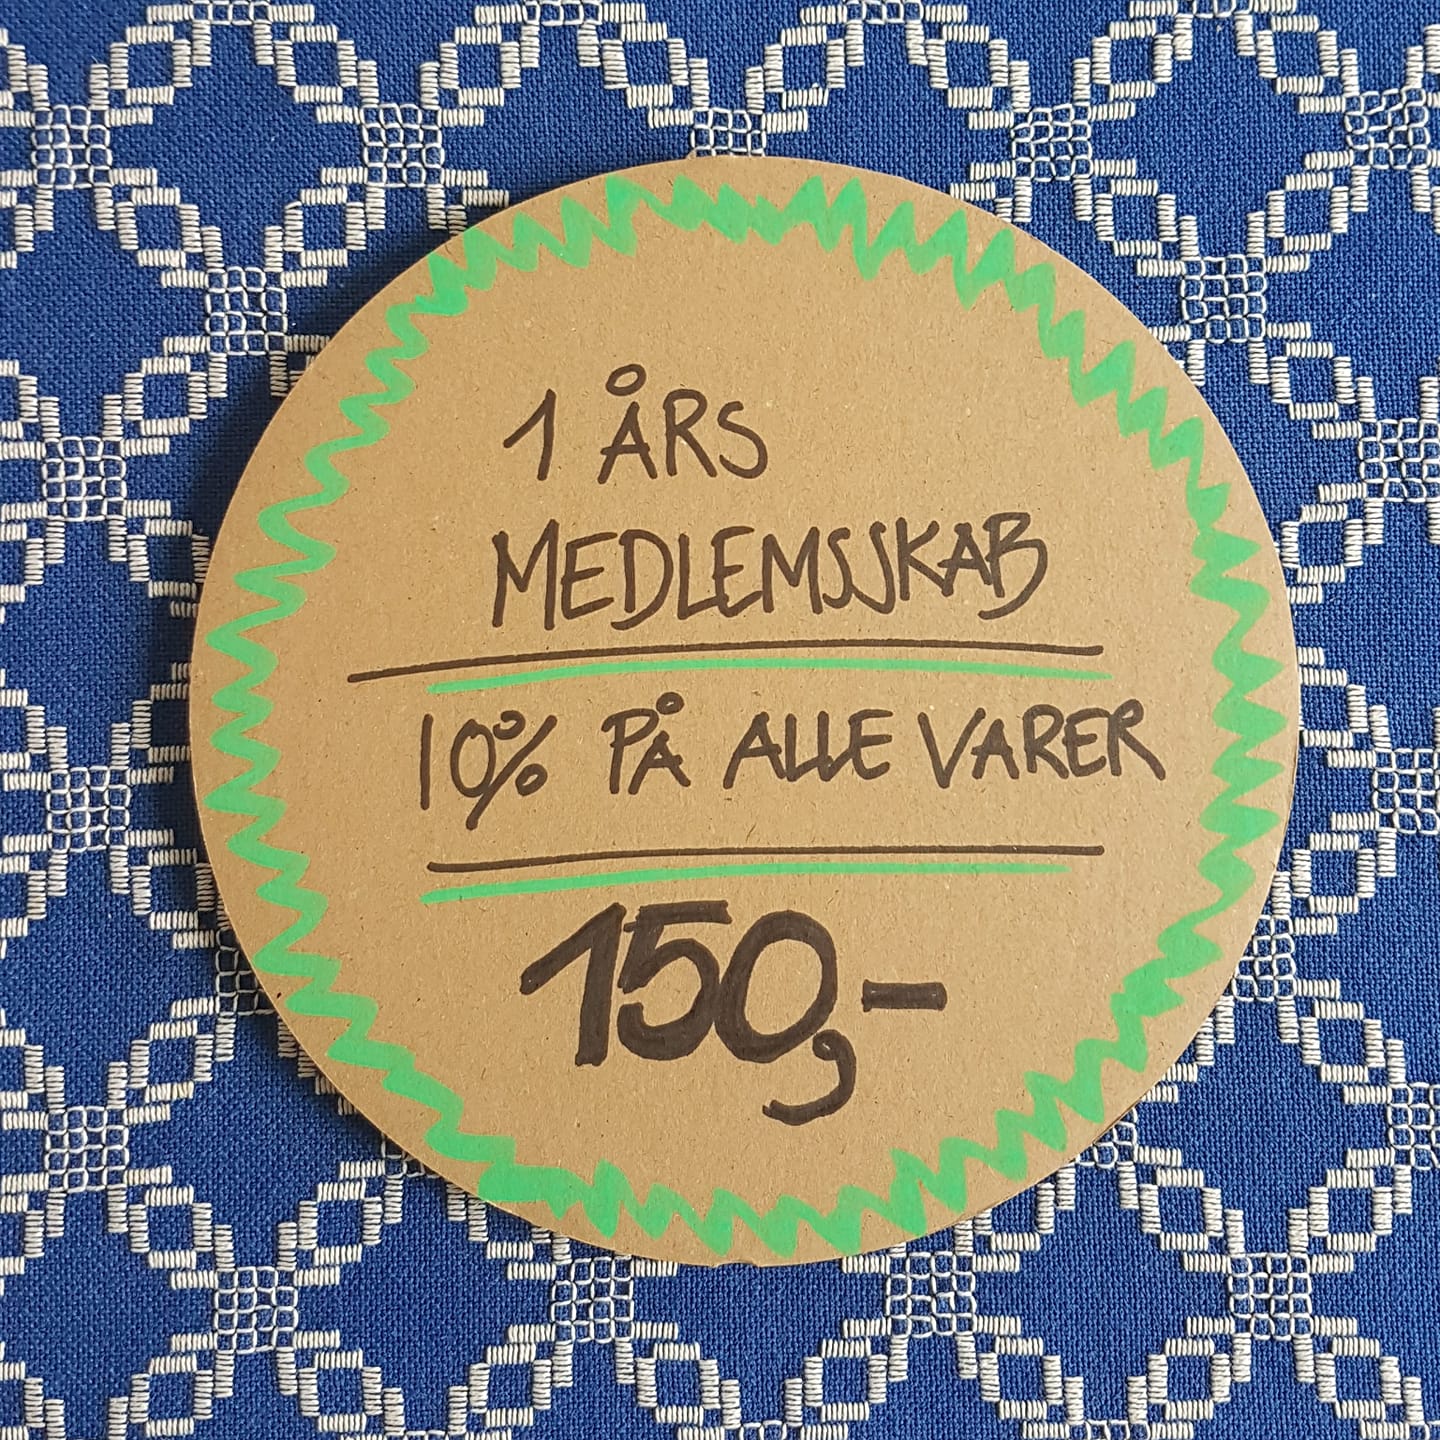 1 ÅRS
MEDLEMSSKAB
10% PÅ ALLE VARER
150,-